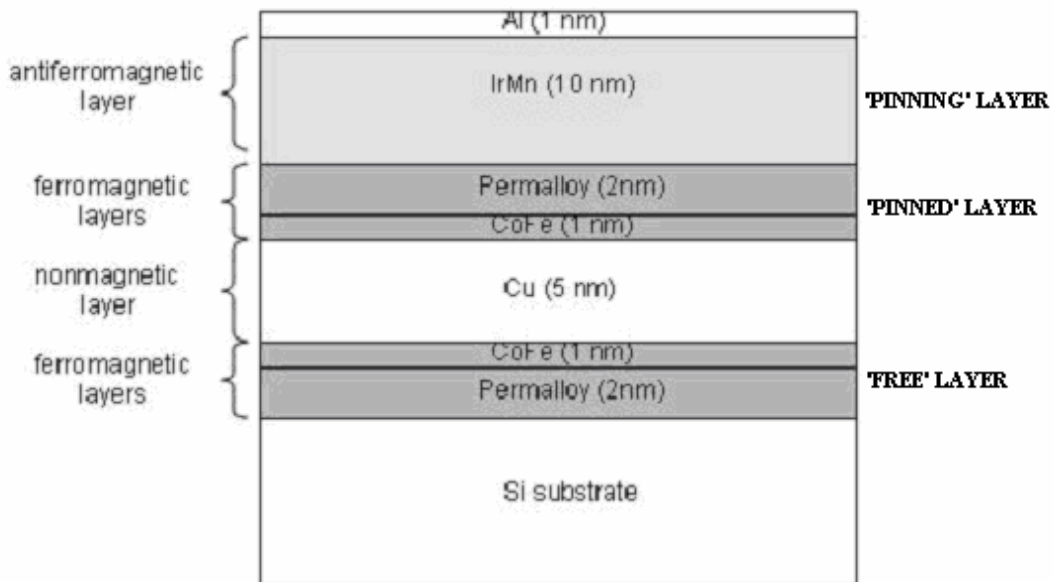 Al (1 nm)
antiferromagnetic
layer
IrMn (10 nm)
'PINNING' LAYER
ferromagnetic
layers
Permalloy (2nm)
CoFe (1 nm)
'PINNED' LAYER
nonmagnetic
layer
Cu (5 nm)
ferromagnetic
layers
CoFe (1 nm)
Permalloy (2nm)
'FREE' LAYER
Si substrate